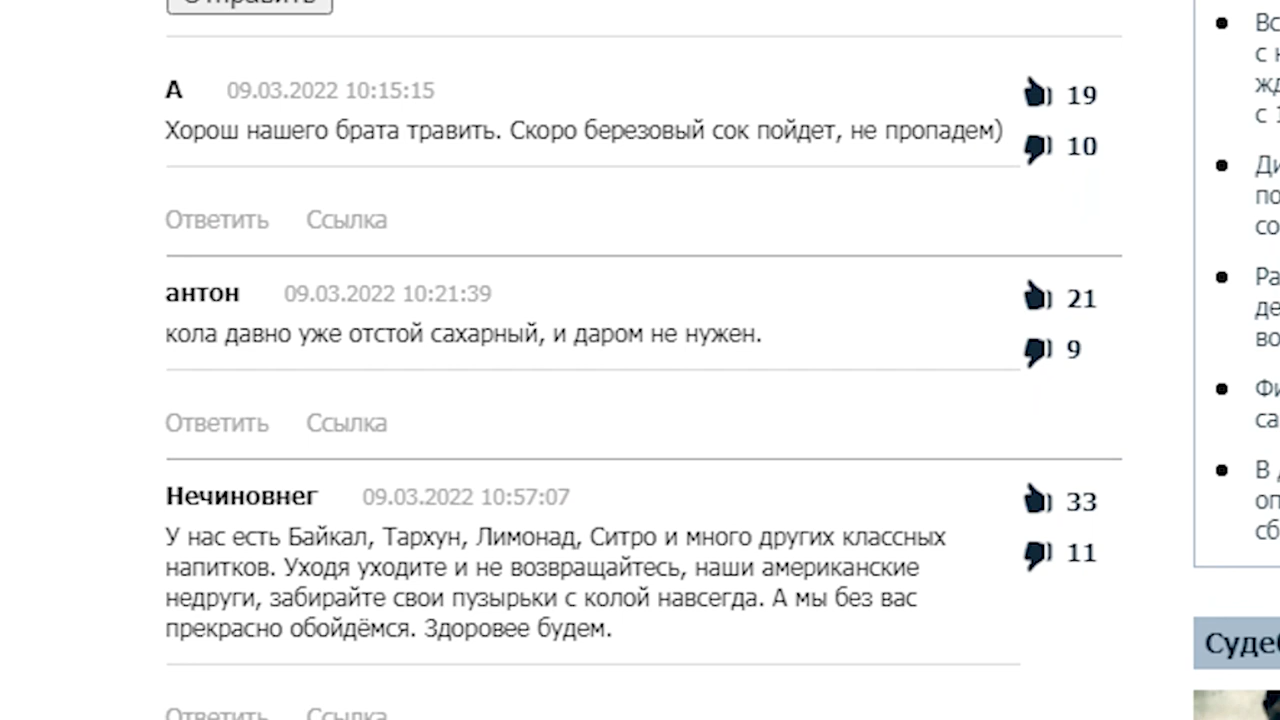 Отправить
А 09.03.2022 10:15:15
19
Хорош нашего брата травить. Скоро березовый сок пойдет, не пропадем)
10
Ответить Ссылка
антон 09.03.2022 10:21:39
21
кола давно уже отстой сахарный, и даром не нужен.
9
Ответить Ссылка
Нечиновнег 09.03.2022 10:57:07
33
У нас есть Байкал, Тархун, Лимонад, Ситро и много других классных
11
напитков. Уходя уходите и не возвращайтесь, наши американские
недруги, забирайте свои пузырьки с колой навсегда. А мы без вас
прекрасно обойдёмся. Здоровее будем.
Ответить Ссылка
с
с 1
В